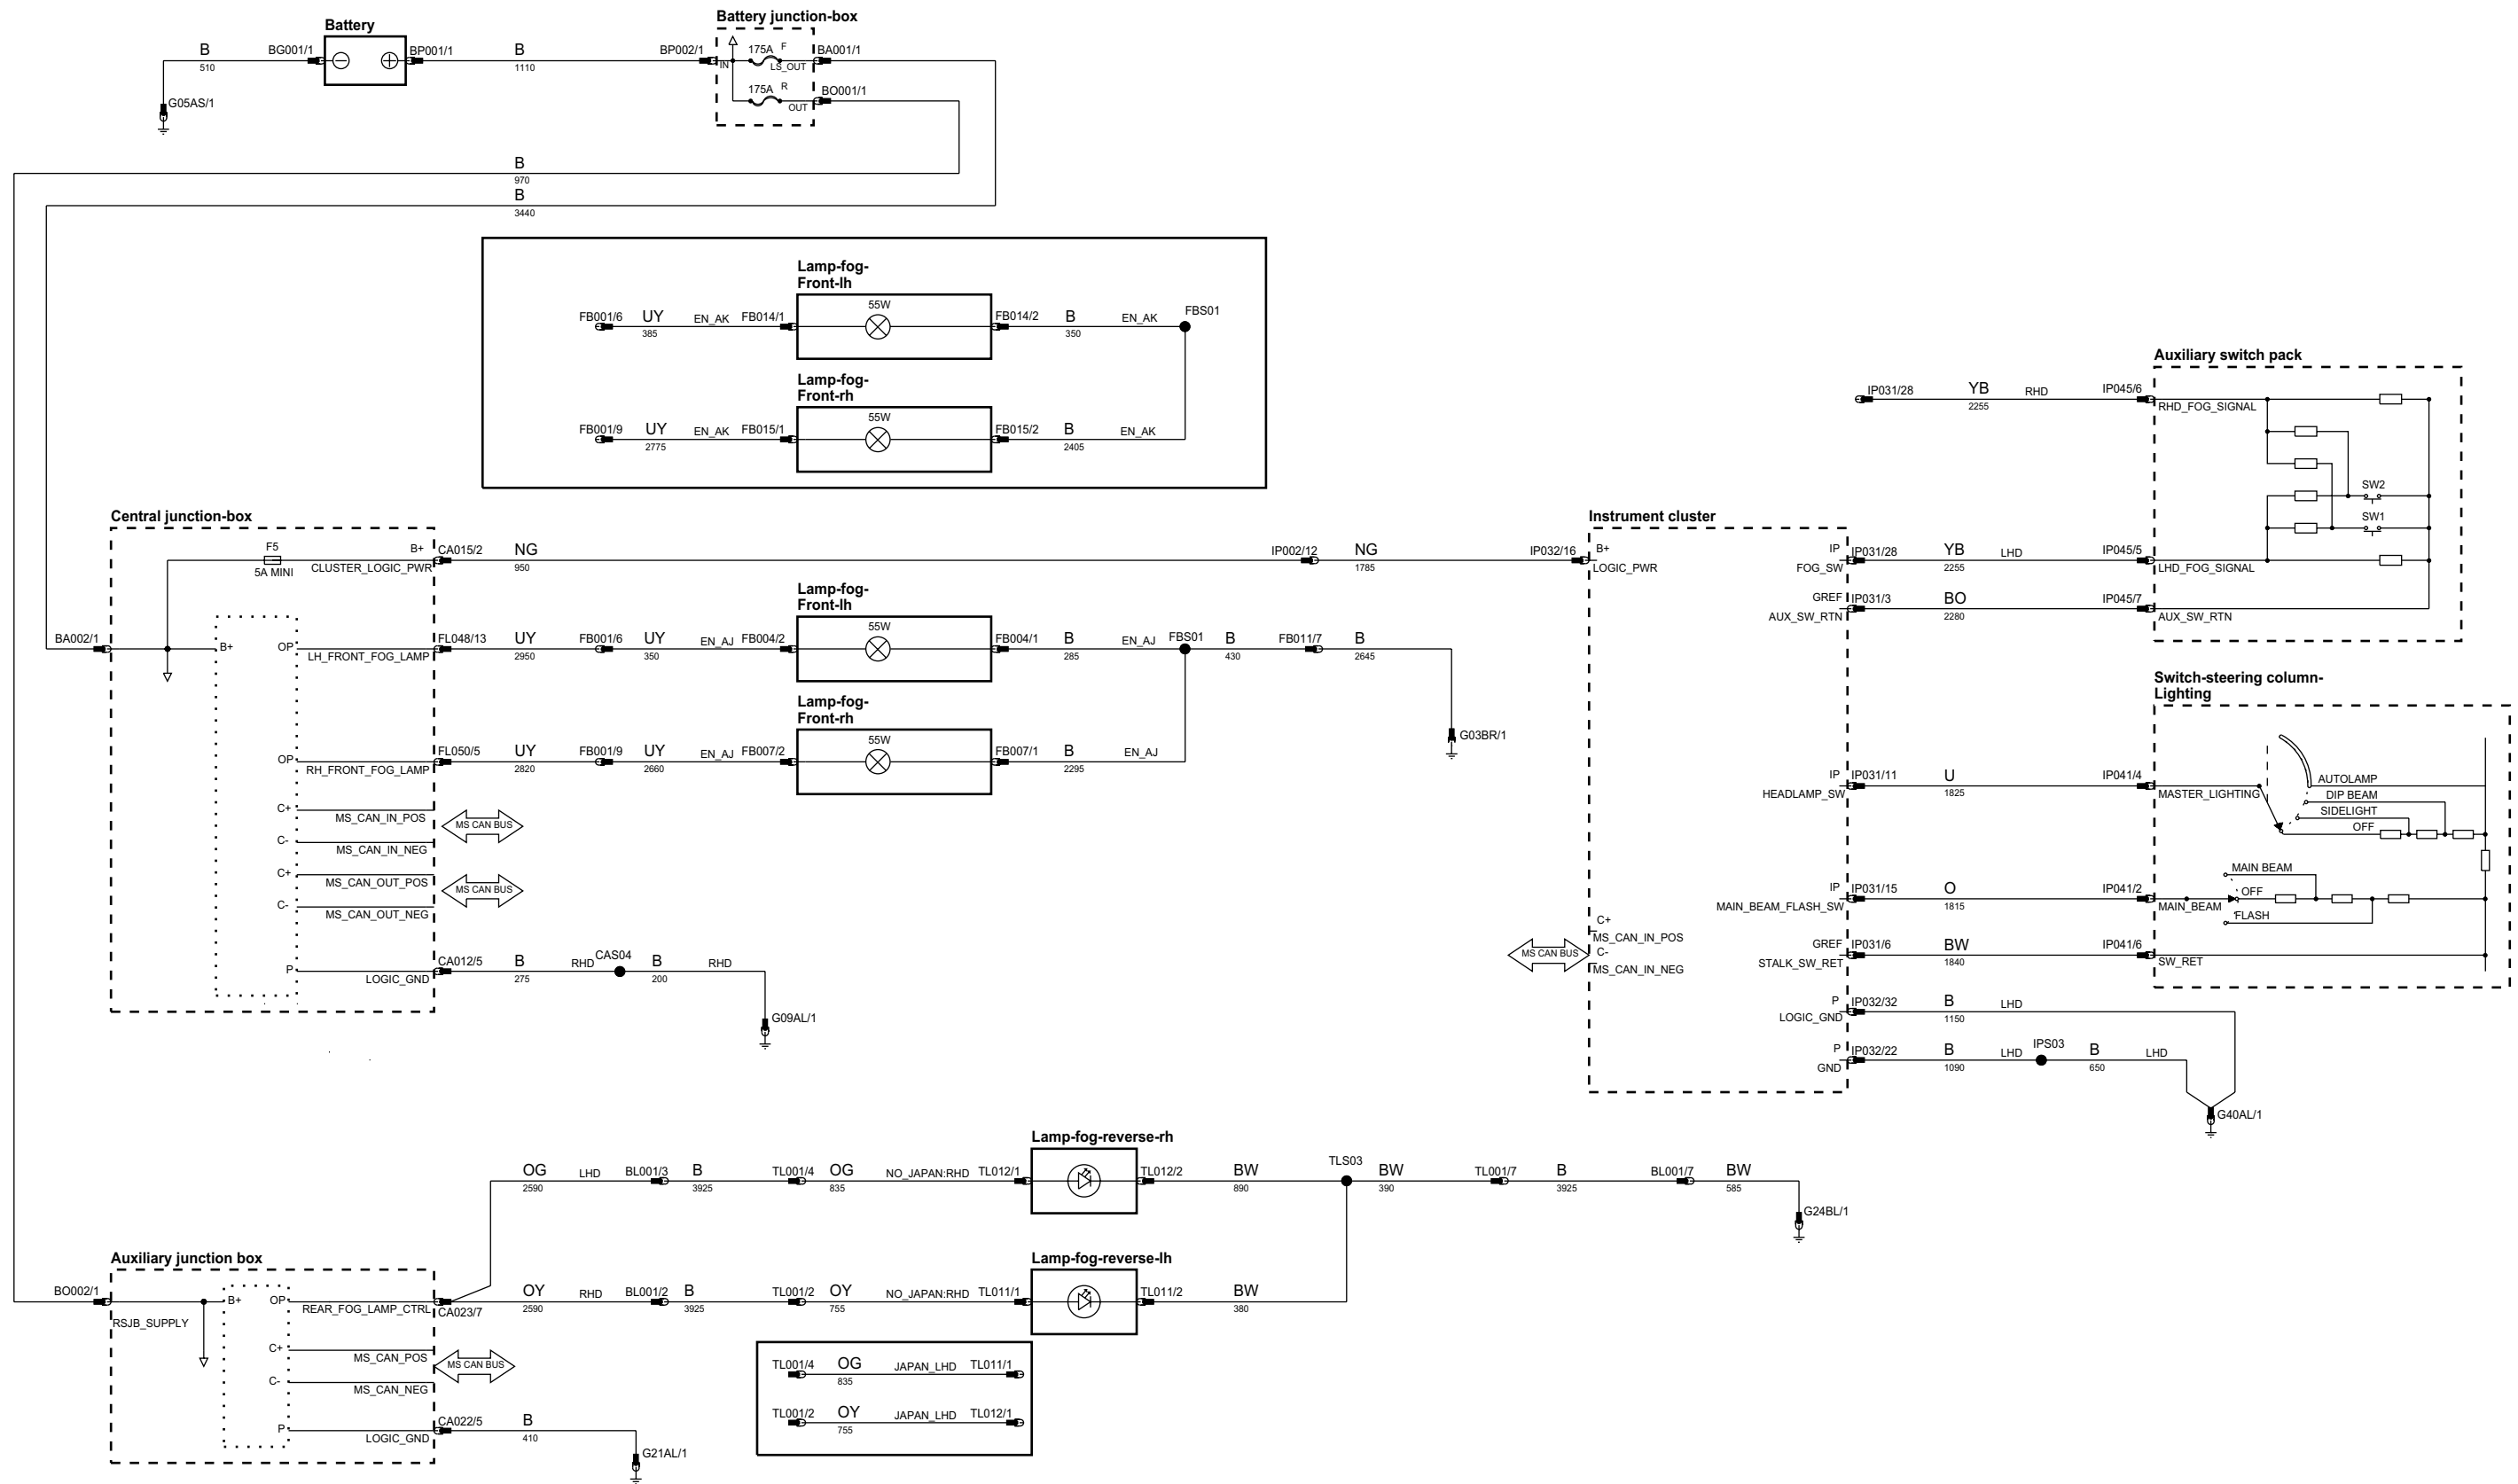 Battery
Battery junction-box
B
510
BG001/1
BP001/1
B
1110
BP002/1
IN
175A F
LS_OUT
BA001/1
175A R
OUT
BO001/1
G05AS/1
B
970
B
3440
Lamp-fog-
Front-lh
55W
FB001/6
UY
385
EN_AK
FB014/1
FB014/2
B
350
EN_AK
FBS01
Lamp-fog-
Front-rh
55W
FB001/9
UY
2775
EN_AK
FB015/1
FB015/2
B
2405
EN_AK
Auxiliary switch pack
IP031/28
YB
2255
RHD
IP045/6
RHD_FOG_SIGNAL
SW2
SW1
Central junction-box
F5
5A MINI
B+
CLUSTER_LOGIC_PWR
CA015/2
NG
950
IP002/12
NG
1785
IP032/16
Instrument cluster
B+
LOGIC_PWR
IP
FOG_SW
IP031/28
YB
2255
LHD
IP045/5
LHD_FOG_SIGNAL
GREF
AUX_SW_RTN
IP031/3
BO
2280
IP045/7
AUX_SW_RTN
Lamp-fog-
Front-lh
55W
BA002/1
B+
OP
LH_FRONT_FOG_LAMP
FL048/13
UY
2950
FB001/6
UY
350
EN_AJ
FB004/2
FB004/1
B
285
EN_AJ
FBS01
B
430
FB011/7
B
2645
G03BR/1
Lamp-fog-
Front-rh
55W
OP
RH_FRONT_FOG_LAMP
FL050/5
UY
2820
FB001/9
UY
2660
EN_AJ
FB007/2
FB007/1
B
2295
EN_AJ
C+
MS_CAN_IN_POS
MS CAN BUS
C-
MS_CAN_IN_NEG
C+
MS_CAN_OUT_POS
MS CAN BUS
C-
MS_CAN_OUT_NEG
P
LOGIC_GND
CA012/5
B
275
RHD
CAS04
B
200
RHD
G09AL/1
Switch-steering column-
Lighting
IP
HEADLAMP_SW
IP031/11
U
1825
IP041/4
MASTER_LIGHTING
AUTOLAMP
DIP BEAM
SIDELIGHT
OFF
IP
MAIN_BEAM_FLASH_SW
IP031/15
O
1815
IP041/2
MAIN_BEAM
MAIN BEAM
OFF
FLASH
MS CAN BUS
C+
MS_CAN_IN_POS
C-
MS_CAN_IN_NEG
GREF
STALK_SW_RET
IP031/6
BW
1840
IP041/6
SW_RET
P
LOGIC_GND
IP032/32
B
1150
LHD
P
GND
IP032/22
B
1090
LHD
IPS03
B
650
LHD
G40AL/1
Lamp-fog-reverse-rh
OG
2590
LHD
BL001/3
B
3925
TL001/4
OG
835
NO_JAPAN:RHD
TL012/1
TL012/2
BW
890
TLS03
BW
390
TL001/7
B
3925
BL001/7
BW
585
G24BL/1
Auxiliary junction box
Lamp-fog-reverse-lh
BO002/1
RSJB_SUPPLY
B+
OP
REAR_FOG_LAMP_CTRL
CA023/7
OY
2590
RHD
BL001/2
B
3925
TL001/2
OY
755
NO_JAPAN:RHD
TL011/1
TL011/2
BW
380
C+
MS_CAN_POS
MS CAN BUS
C-
MS_CAN_NEG
P
LOGIC_GND
CA022/5
B
410
G21AL/1
TL001/4
OG
835
JAPAN_LHD
TL011/1
TL001/2
OY
755
JAPAN_LHD
TL012/1